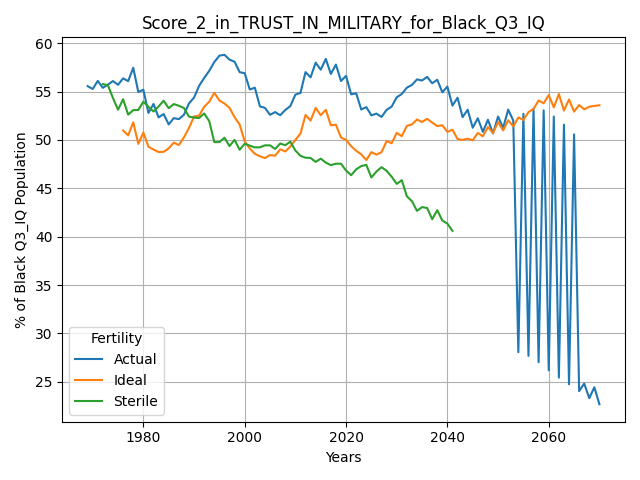 Score_2_in_TRUST_IN_MILITARY_for_Black_Q3_IQ
% of Black Q3_IQ Population
60
55
50
45
40
35
30
25
Fertility
Actual
Ideal
Sterile
1980
2000
2020
2040
2060
Years